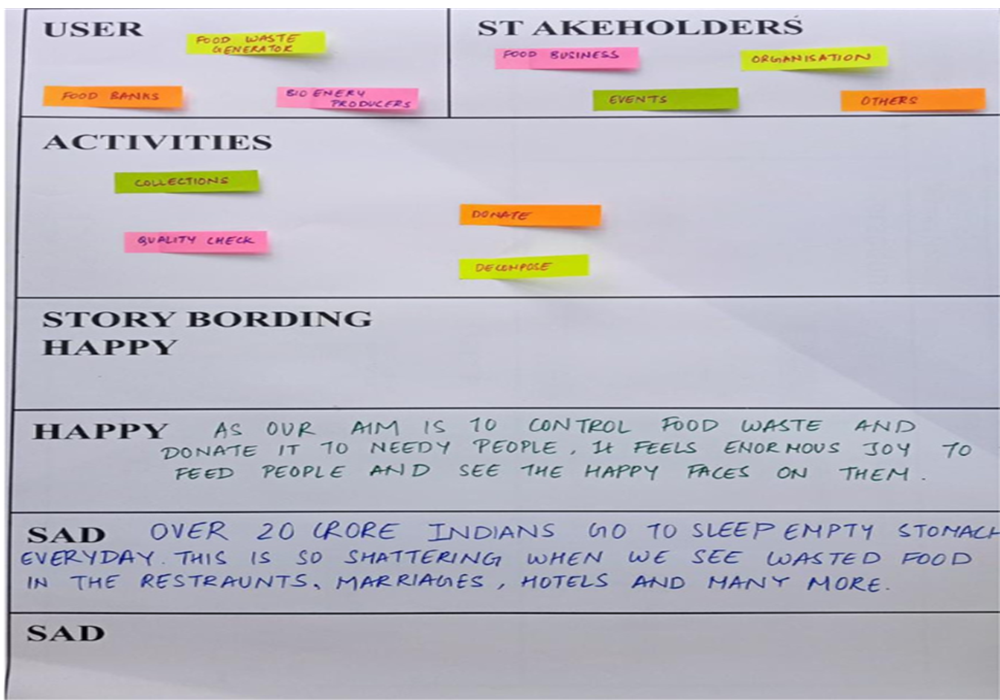 USER
FOOD WASTE
GENERATOR
FOOD BANKS
BIO ENERY
PRODUCERS
ST AKEHOLDERS
FOOD BUSINESS
ORGANISATION
EVENTS
OTHERS
ACTIVITIES
COLLECTIONS
QUALITY CHECK
DONATE
DECOMPOSE
STORY BORDING
HAPPY
HAPPY AS OUR AIM IS TO CONTROL FOOD WASTE AND
DONATE IT TO NEEDY PEOPLE. It FEELS ENORMOUS JOY TO
FEED PEOPLE AND SEE THE HAPPY FACES ON THEM.
SAD OVER 20 CRORE INDIANS GO TO SLEEP EMPTY STOMACH
EVERYDAY. THIS IS SO SHATTERING WHEN WE SEE WASTED FOOD
IN THE RESTRAUNTS, MARRIAGES, HOTELS AND MANY MORE.
SAD